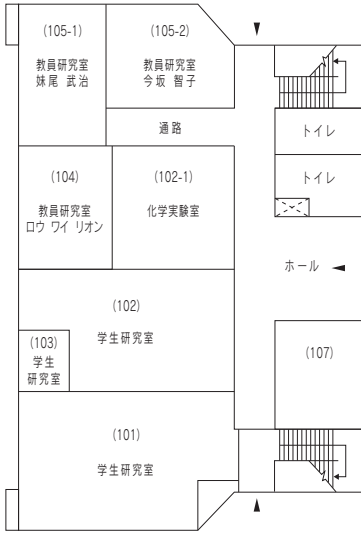 (105-1)
教員研究室
妹尾 武治
(105-2)
教員研究室
今坂 智子
通路
トイレ
トイレ
(104)
教員研究室
ロウ ワイ リオン
(102-1)
化学実験室
ホール
(102)
学生研究室
(103)
学生
研究室
(107)
(101)
学生研究室